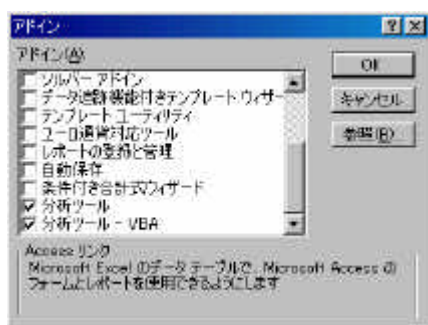 アドイン
アドイン(A)
ソルバー アドイン
データ追跡機能付きテンプレート ウィザー
テンプレート ユーティリティ
ユーロ通貨対応ツール
レポートの登録と管理
自動保存
条件付き合計式ウィザード
分析ツール
分析ツール - VBA
OK
キャンセル
参照(B)
Access リンク
Microsoft Excel のデータ テーブルで、Microsoft Access の
フォームとレポートを使用できるようにします